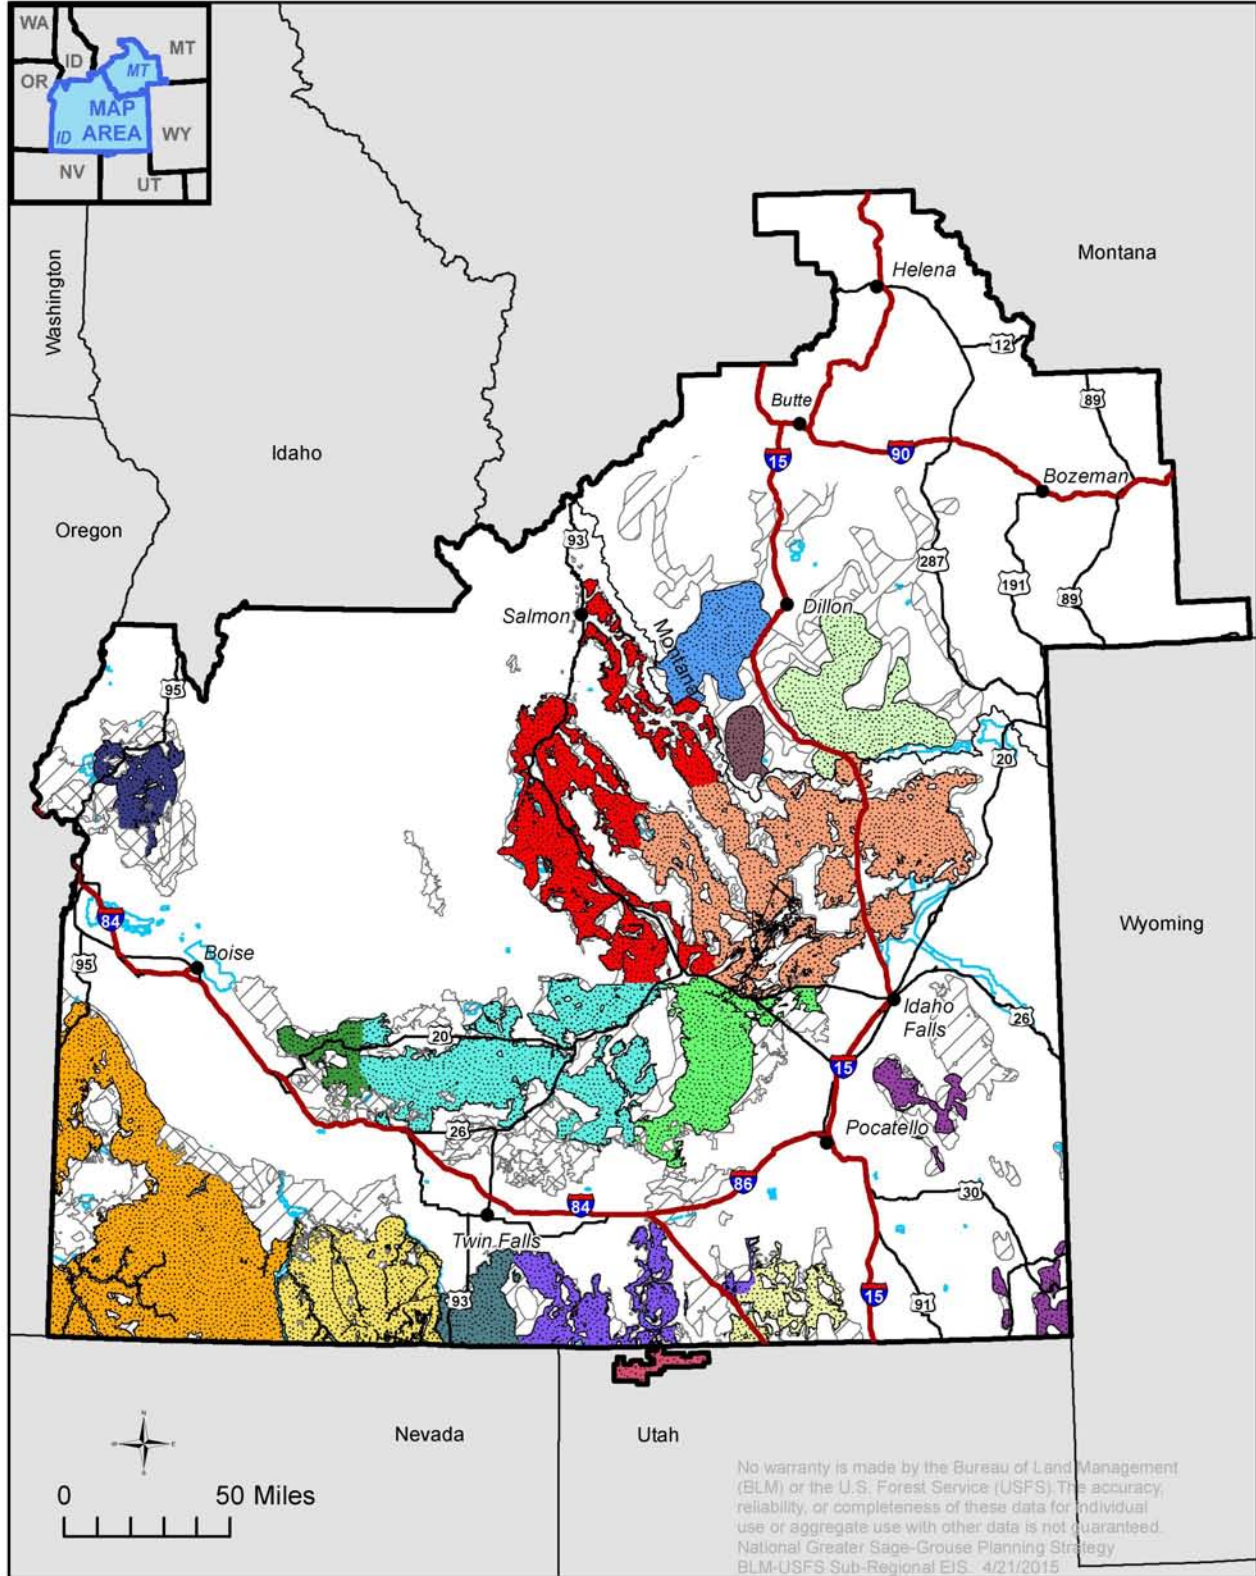 WA
MT
ID
MT
OR
MAP
AREA
ID
WY
NV
UT
Washington
Montana
Helena
12
Butte
89
15
90
Idaho
Bozeman
Oregon
93
287
191
89
Salmon
Dillon
Montana
95
20
84
Wyoming
Boise
95
Idaho
Falls
20
26
15
26
Pocatello
86
30
84
Twin Falls
93
15
91
Nevada
Utah
N
0 50 Miles
No warranty is made by the Bureau of Land Management
(BLM) or the U.S. Forest Service (USFS). The accuracy,
reliability, or completeness of these data for individual
use or aggregate use with other data is not guaranteed.
National Greater Sage-Grouse Planning Strategy
BLM-USFS Sub-Regional EIS. 4/21/2015